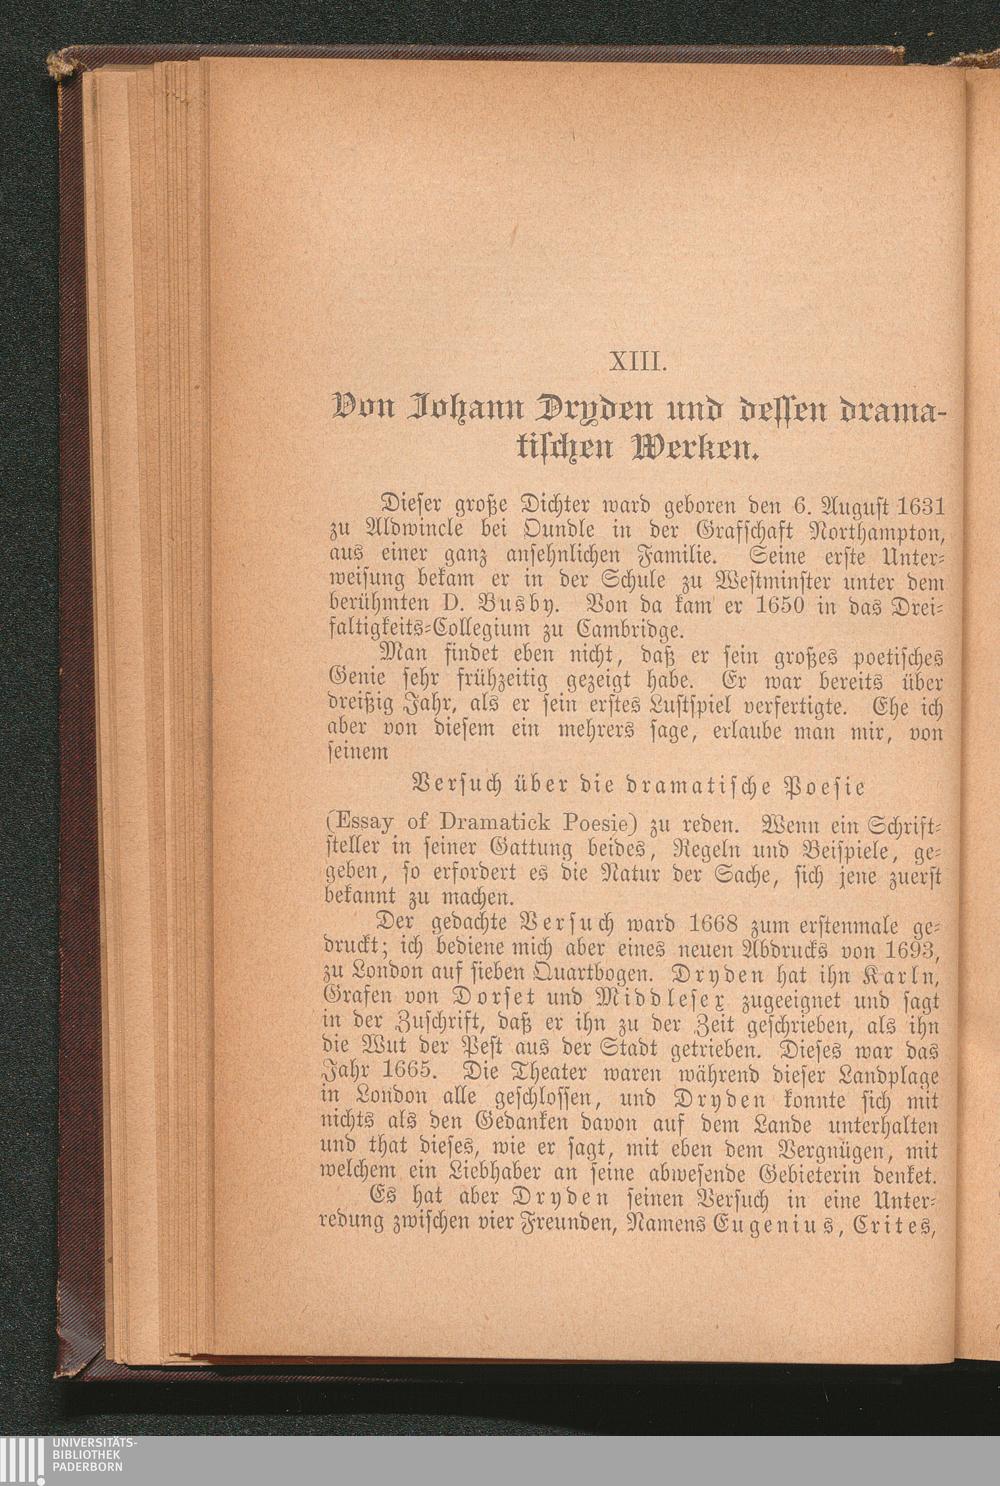 XIII.
Von Johann Dryden und dessen drama-
tischen Werken.
Dieser große Dichter ward geboren den 6. August 1631
zu Aldwincle bei Oundle in der Grafschaft Northampton,
aus einer ganz ansehnlichen Familie. Seine erste Unter-
weisung bekam er in der Schule zu Westminster unter dem
berühmten D. Busby. Von da kam er 1650 in das Drei-
faltigkeits-Collegium zu Cambridge.
Man findet eben nicht, daß er sein großes poetisches
Genie sehr frühzeitig gezeigt habe. Er war bereits über
dreißig Jahr, als er sein erstes Lustspiel verfertigte. Ehe ich
aber von diesem ein mehrers sage, erlaube man mir, von
seinem
Versuch über die dramatische Poesie
(Essay of Dramatick Poesie) zu reden. Wenn ein Schrift-
steller in seiner Gattung beides, Regeln und Beispiele, ge-
geben, so erfordert es die Natur der Sache, sich jene zuerst
bekannt zu machen.
Der gedachte Versuch ward 1668 zum erstenmale ge-
druckt; ich bediene mich aber eines neuen Abdrucks von 1693,
zu London auf sieben Quartbogen. Dryden hat ihn Karln,
Grafen von Dorset und Middlesex zugeeignet und sagt
in der Zuschrift, daß er ihn zu der Zeit geschrieben, als ihn
die Wut der Pest aus der Stadt getrieben. Dieses war das
Jahr 1665. Die Theater waren während dieser Landplage
in London alle geschlossen, und Dryden konnte sich mit
nichts als den Gedanken davon auf dem Lande unterhalten
und that dieses, wie er sagt, mit eben dem Vergnügen, mit
welchem ein Liebhaber an seine abwesende Gebieterin denket.
Es hat aber Dryden seinen Versuch in eine Unter-
redung zwischen vier Freunden, Namens Eugenius, Crites,
UNIVERSITÄTS-
BIBLIOTHEK
PADERBORN